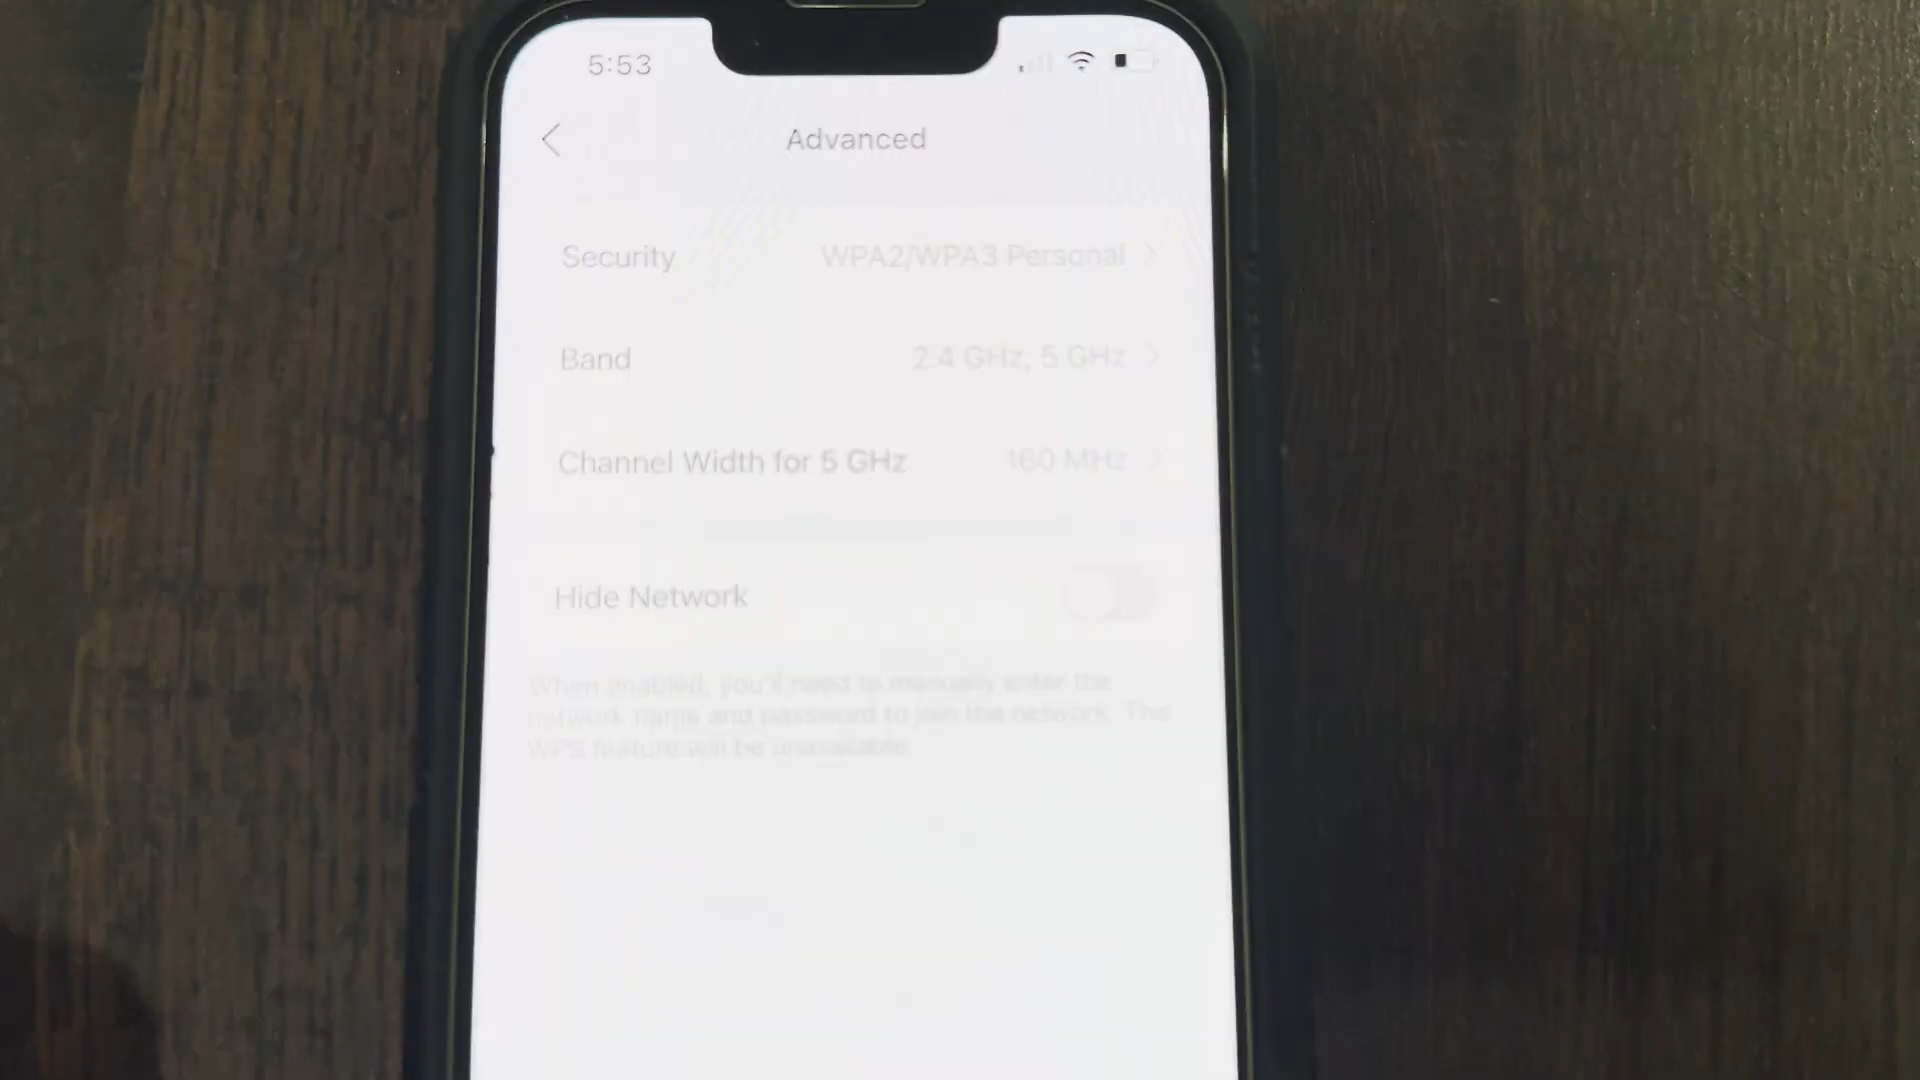 5:53
Advanced
Security WPA2/WPA3 Personal
Band 2.4 GHz, 5 GHz
Channel Width for 5 GHz 160 MHz
Hide Network
When enabled, you'll need to manually enter the
network name and password to join the network. The
WPS feature will be unavailable.